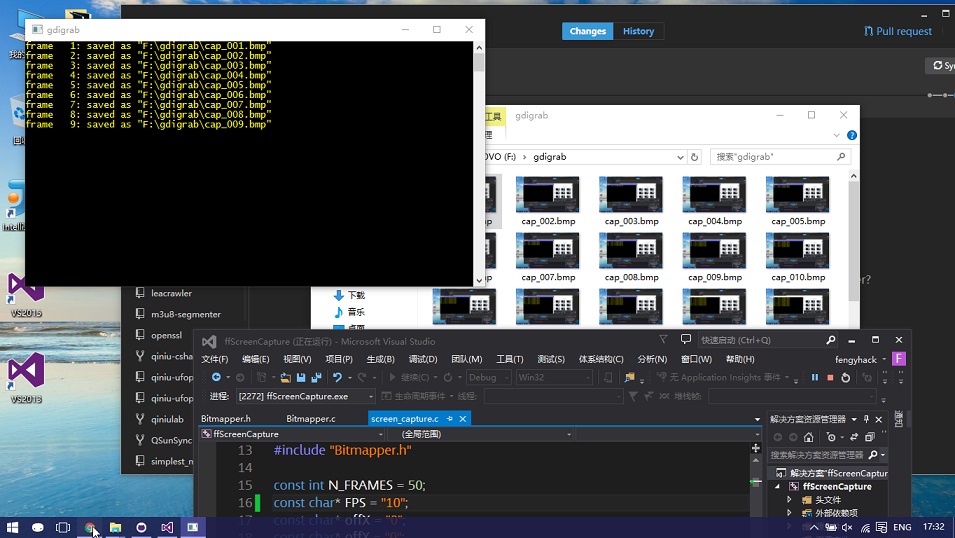 gdigrab
frame 1: saved as "F:\gdigrab\cap_001.bmp"
frame 2: saved as "F:\gdigrab\cap_002.bmp"
frame 3: saved as "F:\gdigrab\cap_003.bmp"
frame 4: saved as "F:\gdigrab\cap_004.bmp"
frame 5: saved as "F:\gdigrab\cap_005.bmp"
frame 6: saved as "F:\gdigrab\cap_006.bmp"
frame 7: saved as "F:\gdigrab\cap_007.bmp"
frame 8: saved as "F:\gdigrab\cap_008.bmp"
frame 9: saved as "F:\gdigrab\cap_009.bmp"
Changes History
Pull request
工具 gdigrab
OVO (F:) › gdigrab
搜索"gdigrab"
cap_002.bmp cap_003.bmp cap_004.bmp cap_005.bmp
cap_007.bmp cap_008.bmp cap_009.bmp cap_010.bmp
下载
音乐
VS2015
VS2013
leacrawler
m3u8-segmenter
openssl
qiniu-csha
qiniu-ufop
qiniu-ufop
qiniulab
QSunSync
simplest_n
ffScreenCapture (正在运行) - Microsoft Visual Studio
快速启动 (Ctrl+Q)
文件(F) 编辑(E) 视图(V) 项目(P) 生成(B) 调试(D) 团队(M) 工具(T) 测试(S) 体系结构(C) 分析(N) 窗口(W) 帮助(H)
fengyhack F
继续(C) Debug Win32 无 Application Insights 事件
进程: [2272] ffScreenCapture.exe 生命周期事件 线程: 堆栈帧:
Bitmapper.h Bitmapper.c screen_capture.c
ffScreenCapture (全局范围)
13 #include "Bitmapper.h"
14
15 const int N_FRAMES = 50;
16 const char* FPS = "10";
17 const char* offX = "0";
解决方案资源管理器
搜索解决方案资源管理器
解决方案"ffScreenCaptur
ffScreenCapture
头文件
外部依赖项
ENG 17:32